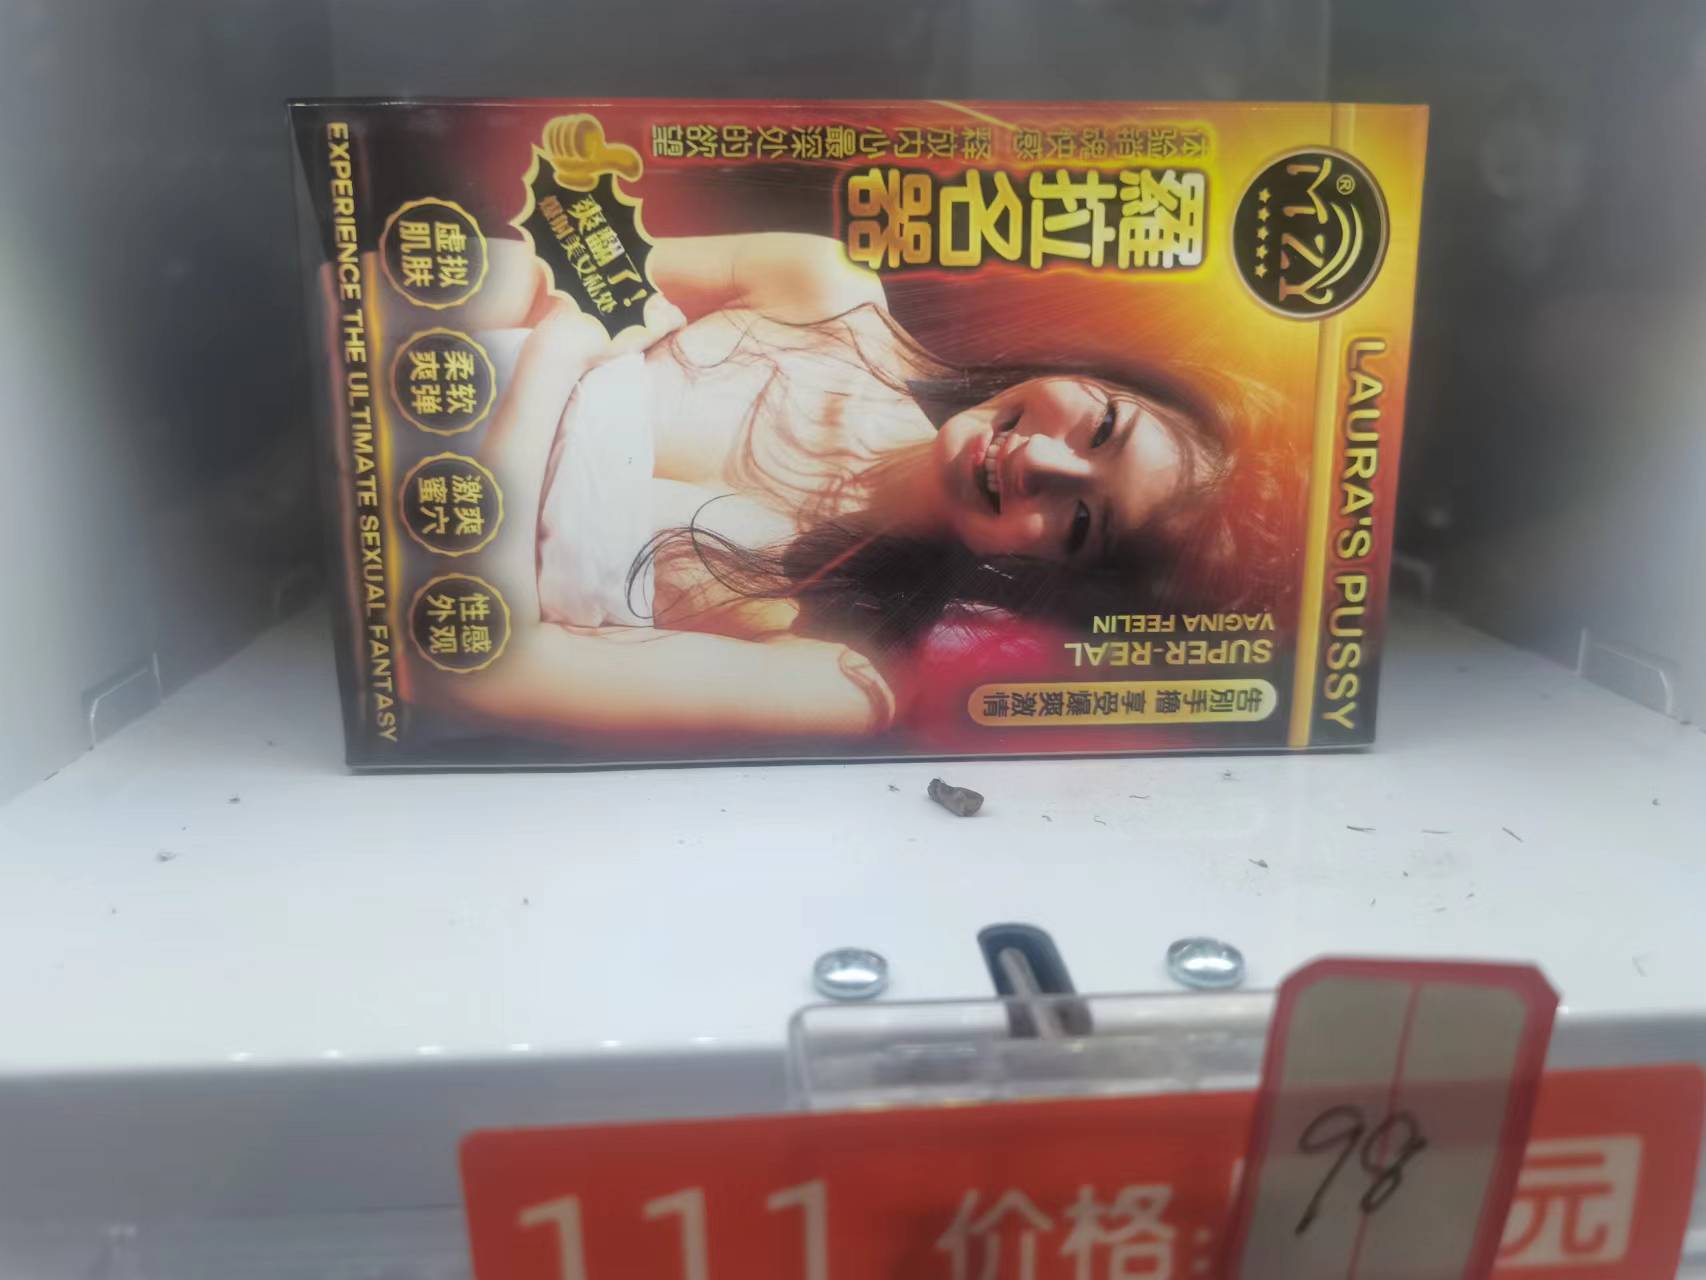 MZY
®
LAURA'S PUSSY
体验销魂快感 释放内心最深处的欲望
羅拉名器
爽翻了!
SUPER-REAL
VAGINA FEELIN
告别手撸 享受爆爽激情
虚拟
肌肤
柔软
爽弹
激爽
蜜穴
性感
外观
EXPERIENCE THE ULTIMATE SEXUAL FANTASY
111 价格:
98
元